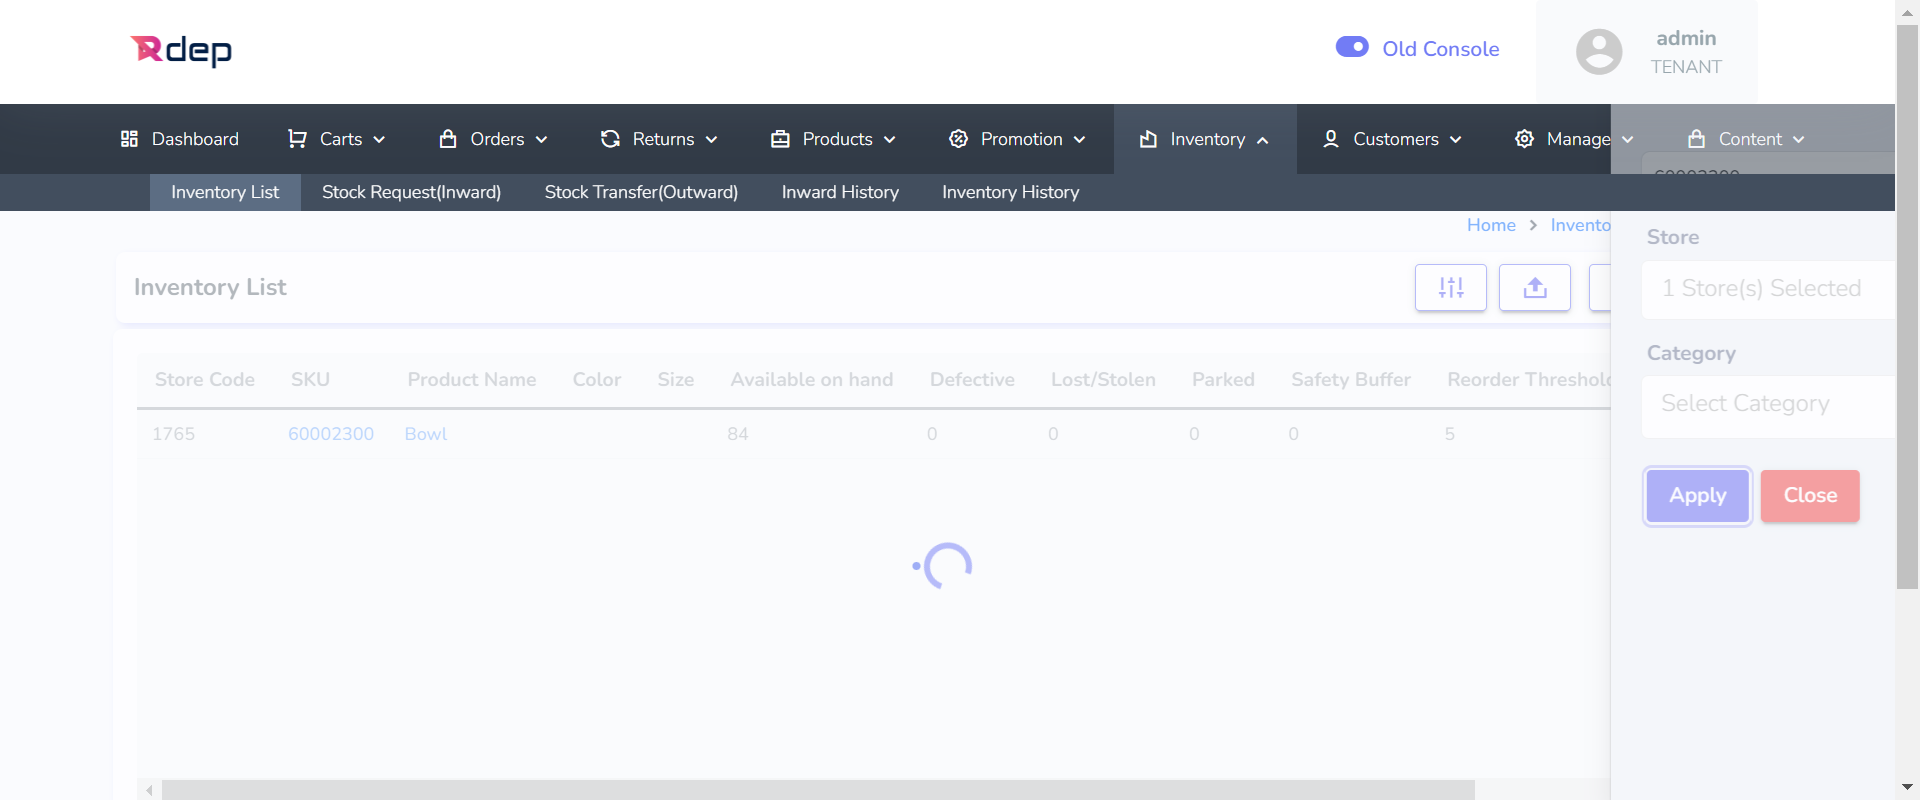 Rdep
Old Console
admin
TENANT
Dashboard
Carts
Orders
Returns
Products
Promotion
Inventory
Customers
Manage
Content
Inventory List
Stock Request(Inward)
Stock Transfer(Outward)
Inward History
Inventory History
Home > Invento
Inventory List
Store
1 Store(s) Selected
Category
Select Category
Apply
Close
Store Code SKU Product Name Color Size Available on hand Defective Lost/Stolen Parked Safety Buffer Reorder Threshold
1765 60002300 Bowl 84 0 0 0 0 5